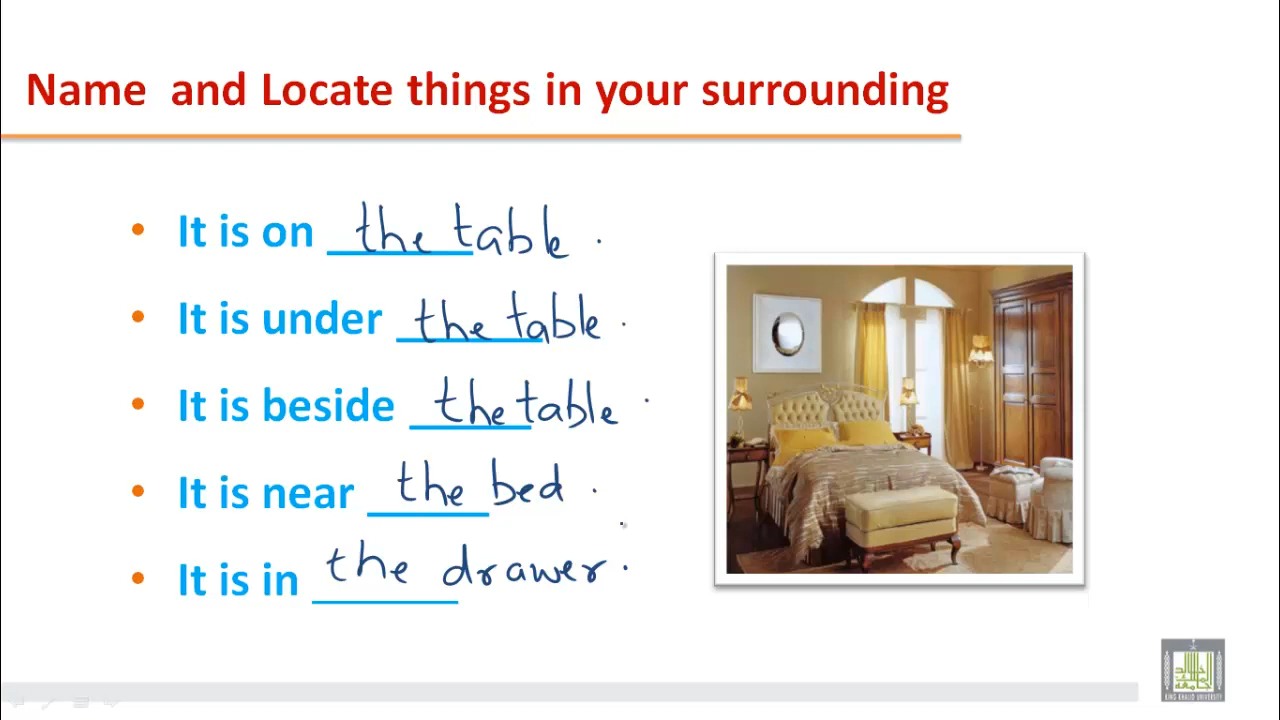 Name and Locate things in your surrounding
• It is on the table .
• It is under the table .
• It is beside the table .
• It is near the bed .
• It is in the drawer .
KING KHALID UNIVERSITY